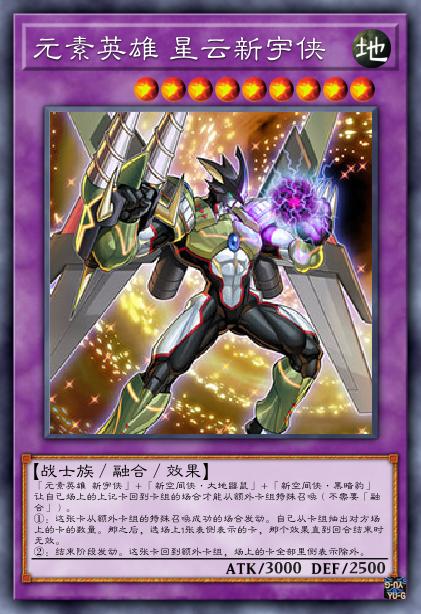 元素英雄 星云新宇侠
地
【战士族／融合／效果】
「元素英雄 新宇侠」+「新空间侠·大地鼹鼠」+「新空间侠·黑暗豹」
让自己场上的上记卡回到卡组的场合才能从额外卡组特殊召唤（不需要「融
合」）。
①：这张卡从额外卡组的特殊召唤成功的场合发动。自己从卡组抽出对方场
上的卡的数量。那之后，选场上1张表侧表示的卡，那个效果直到回合结束时
无效。
②：结束阶段发动。这张卡回到额外卡组，场上的卡全部里侧表示除外。
ATK/3000 DEF/2500